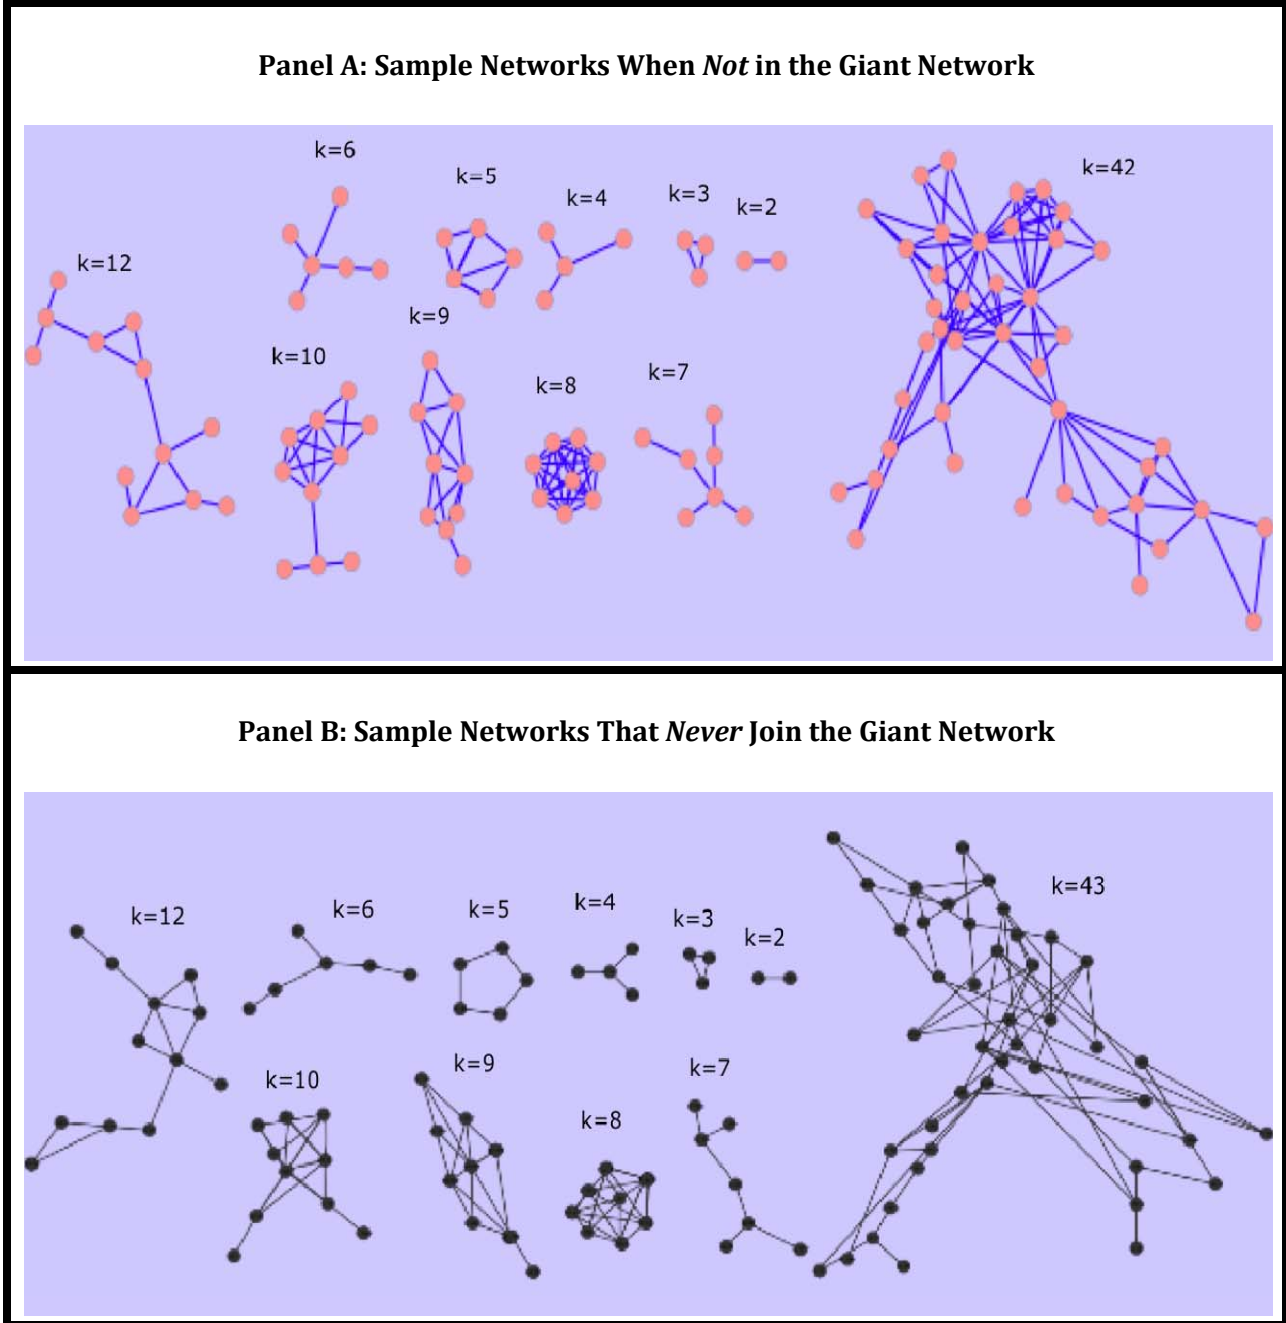 Panel A: Sample Networks When Not in the Giant Network
k=6
k=5
k=4
k=3
k=2
k=42
k=12
k=10
k=9
k=8
k=7
Panel B: Sample Networks That Never Join the Giant Network
k=12
k=6
k=5
k=4
k=3
k=2
k=43
k=10
k=9
k=8
k=7